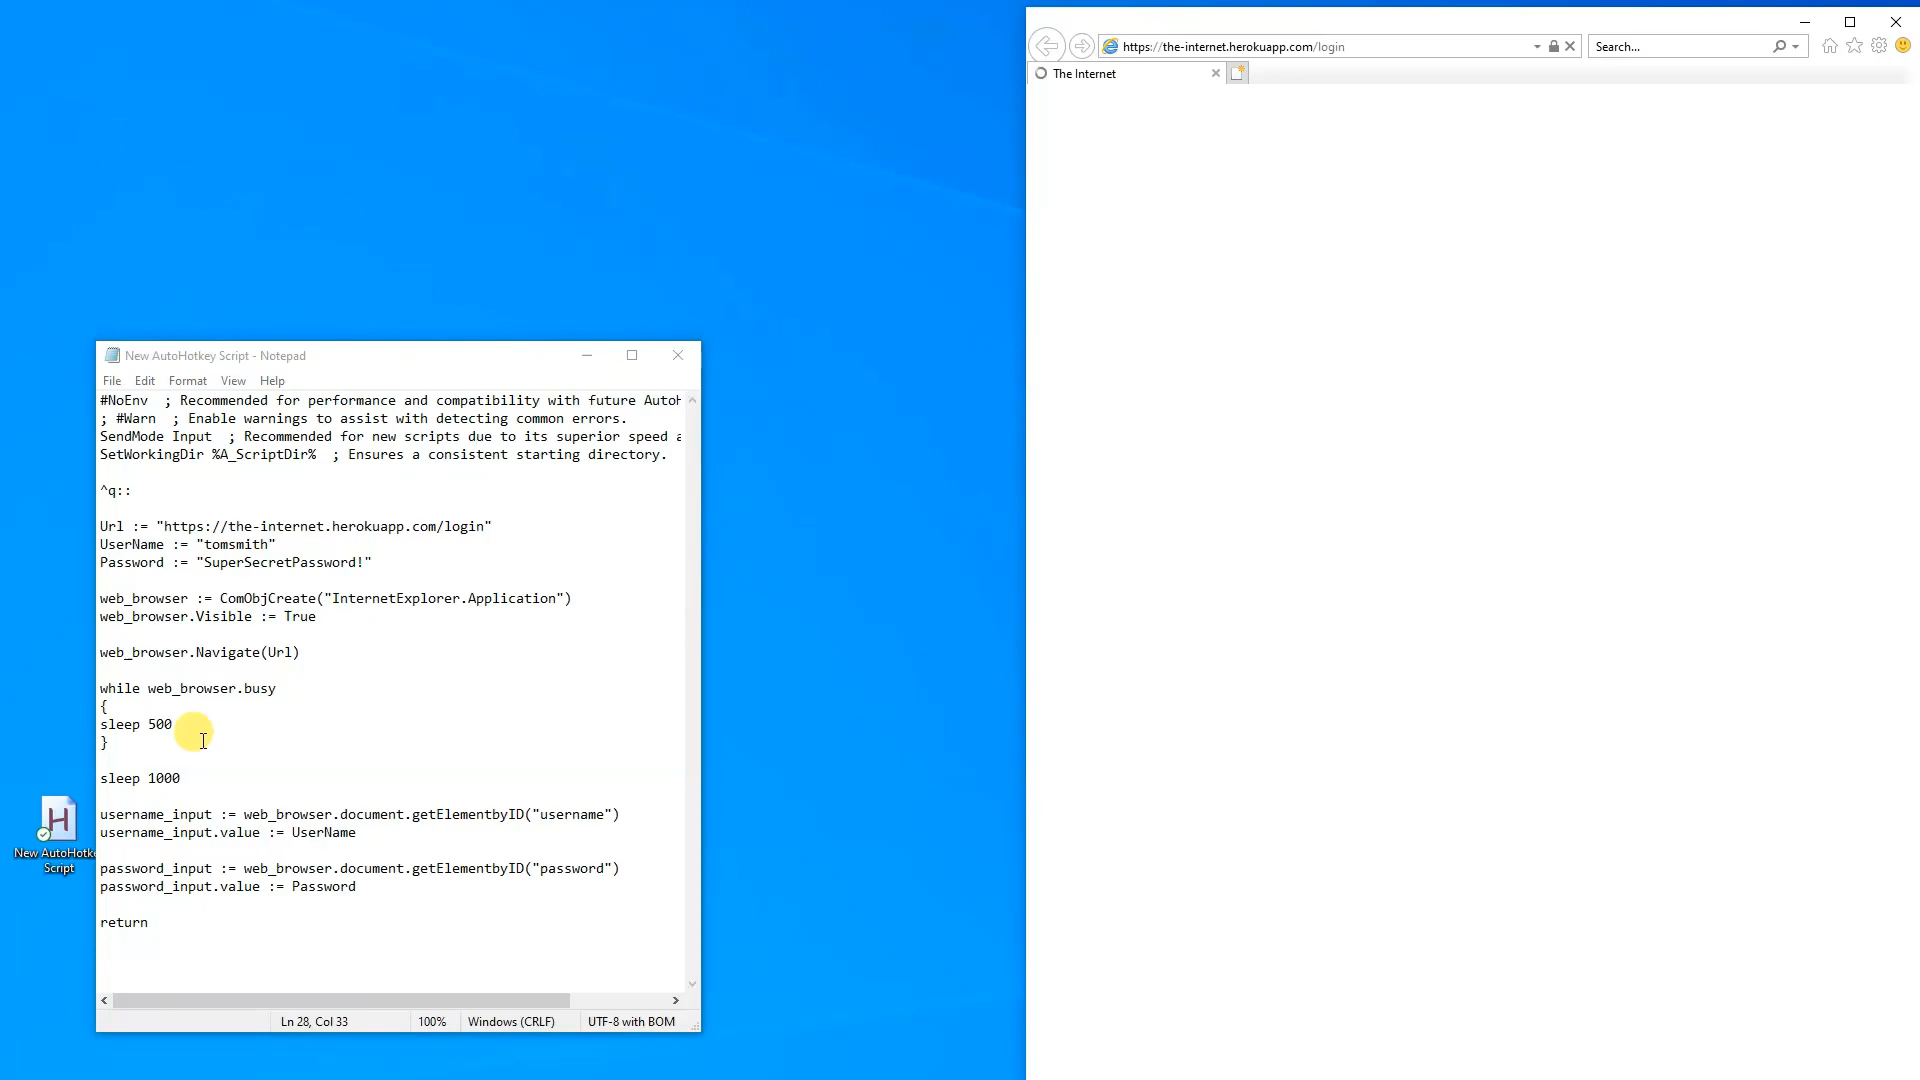 https://the-internet.herokuapp.com/login
Search...
The Internet
New AutoHotkey Script - Notepad
File Edit Format View Help
#NoEnv  ; Recommended for performance and compatibility with future AutoH
; #Warn  ; Enable warnings to assist with detecting common errors.
SendMode Input  ; Recommended for new scripts due to its superior speed a
SetWorkingDir %A_ScriptDir%  ; Ensures a consistent starting directory.
^q::
Url := "https://the-internet.herokuapp.com/login"
UserName := "tomsmith"
Password := "SuperSecretPassword!"
web_browser := ComObjCreate("InternetExplorer.Application")
web_browser.Visible := True
web_browser.Navigate(Url)
while web_browser.busy
{
sleep 500
}
sleep 1000
username_input := web_browser.document.getElementbyID("username")
username_input.value := UserName
password_input := web_browser.document.getElementbyID("password")
password_input.value := Password
return
Ln 28, Col 33 100% Windows (CRLF) UTF-8 with BOM
H
New AutoHotke
Script